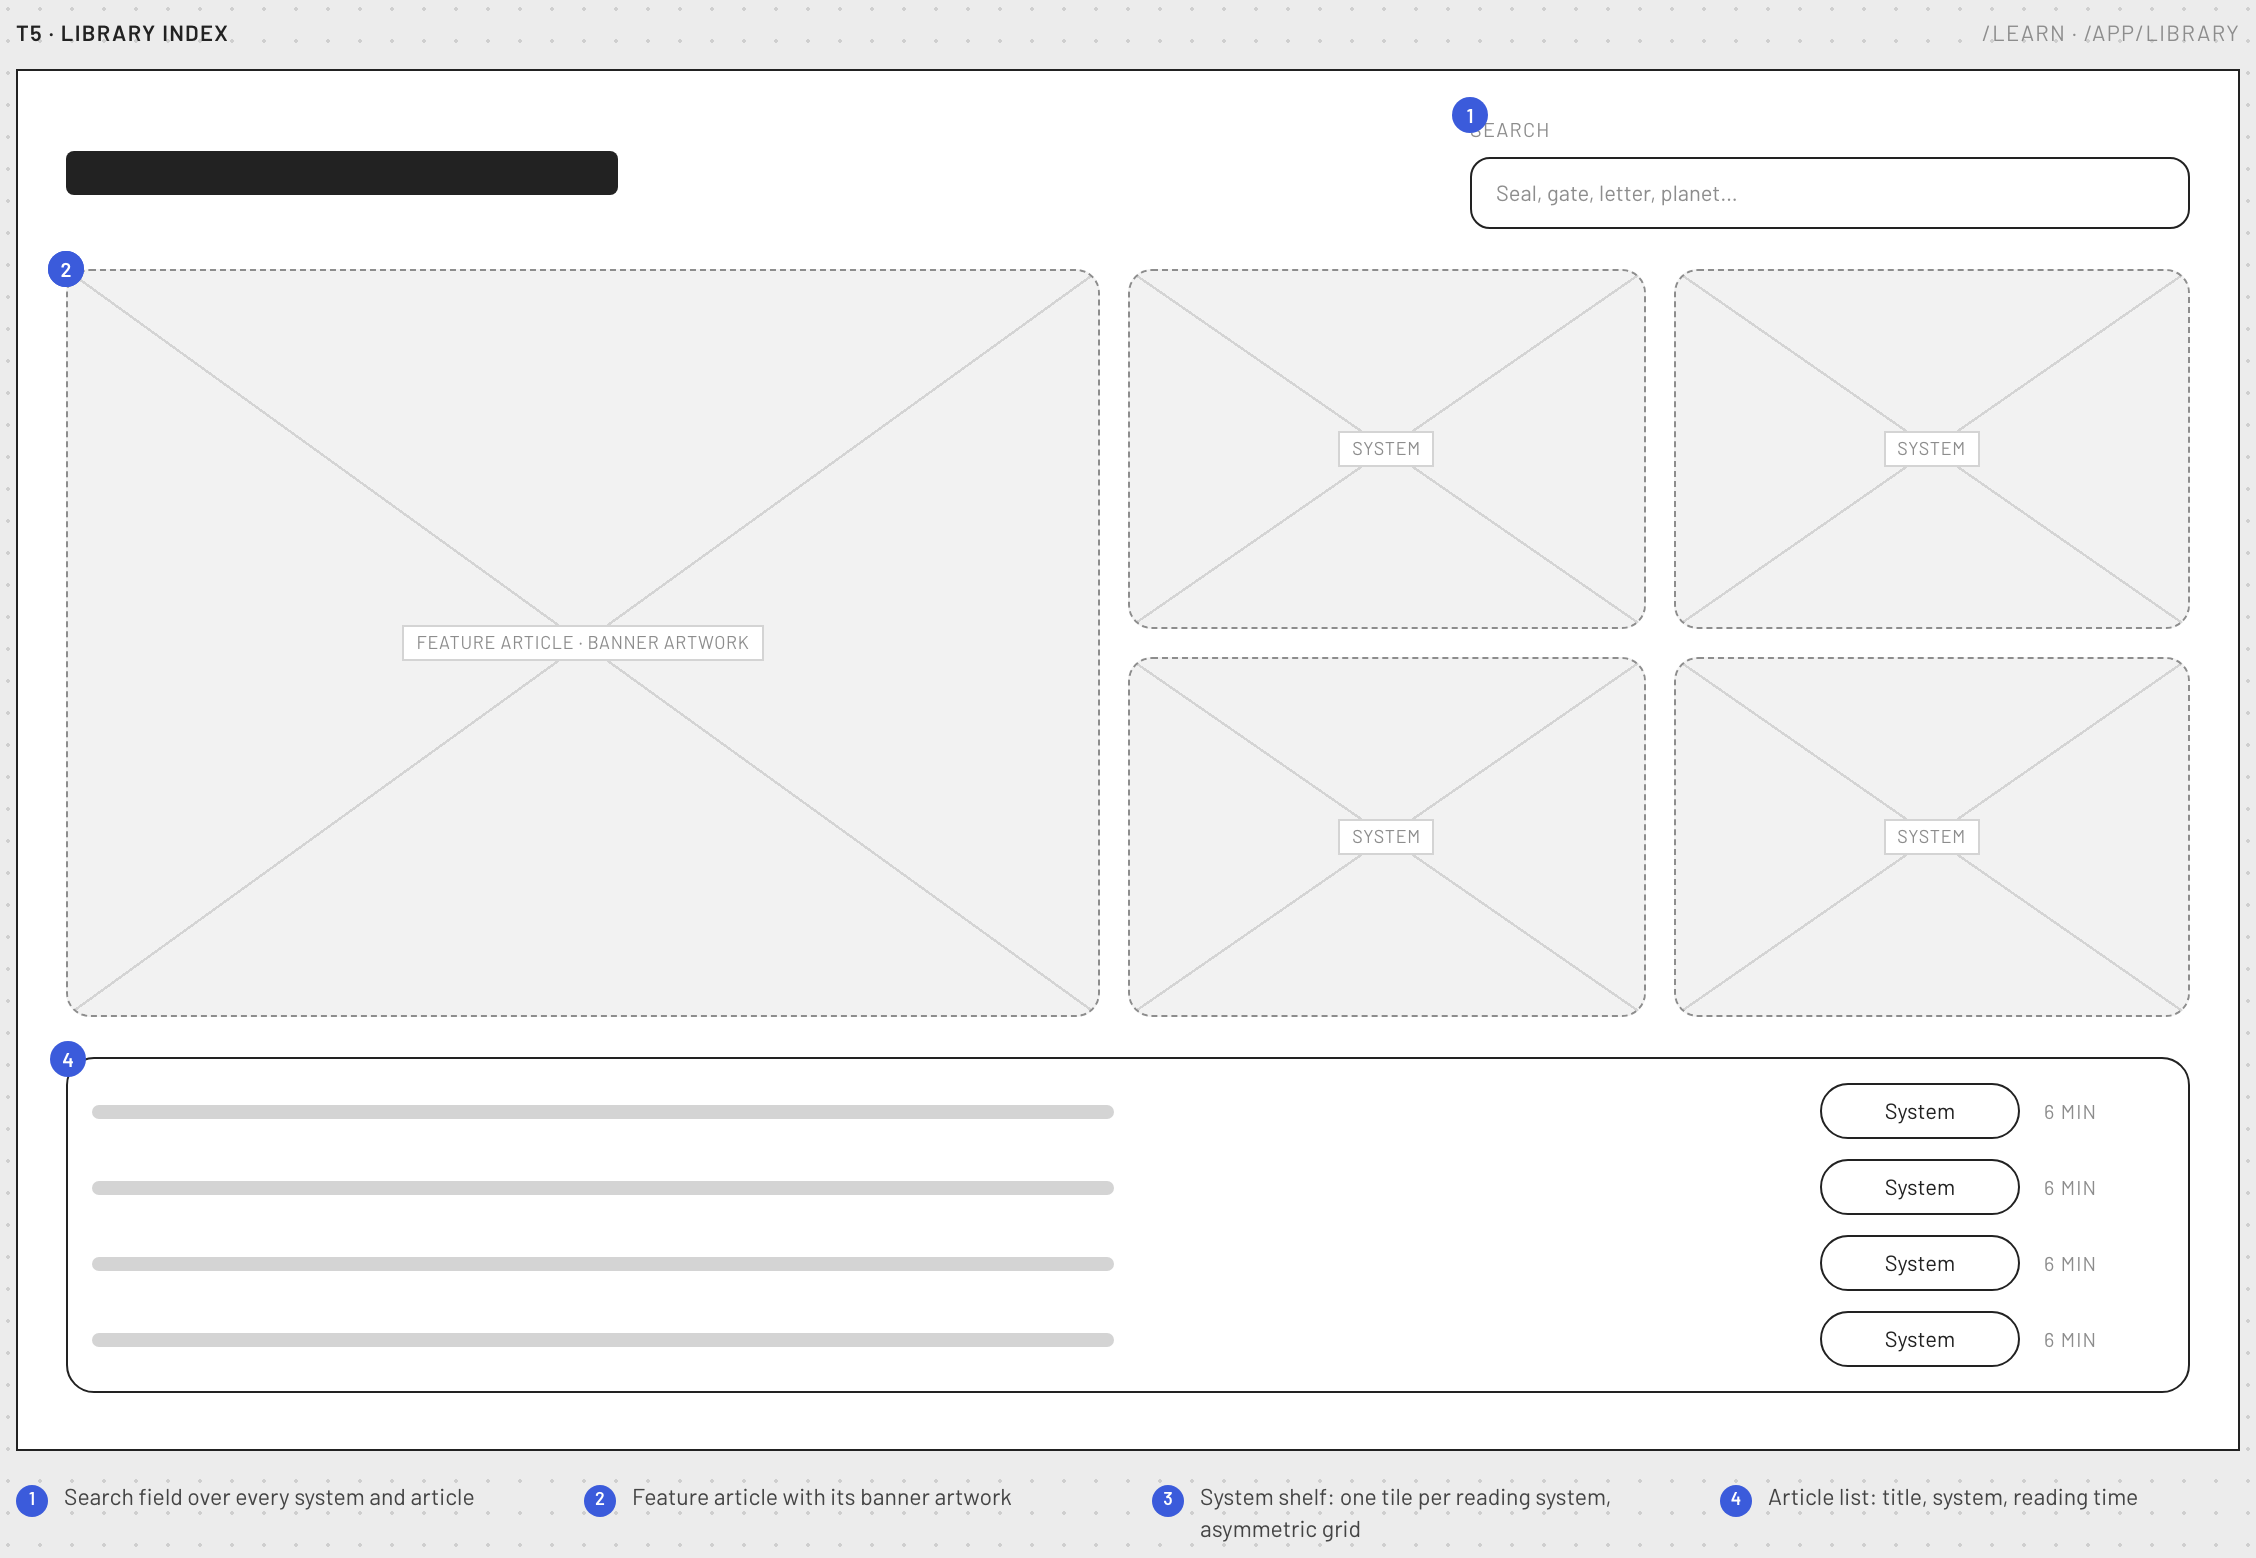 T5 · LIBRARY INDEX
/LEARN · /APP/LIBRARY
1
SEARCH
Seal, gate, letter, planet...
2
SYSTEM
SYSTEM
FEATURE ARTICLE · BANNER ARTWORK
SYSTEM
SYSTEM
4
System 6 MIN
System 6 MIN
System 6 MIN
System 6 MIN
1 Search field over every system and article
2 Feature article with its banner artwork
3 System shelf: one tile per reading system,
asymmetric grid
4 Article list: title, system, reading time